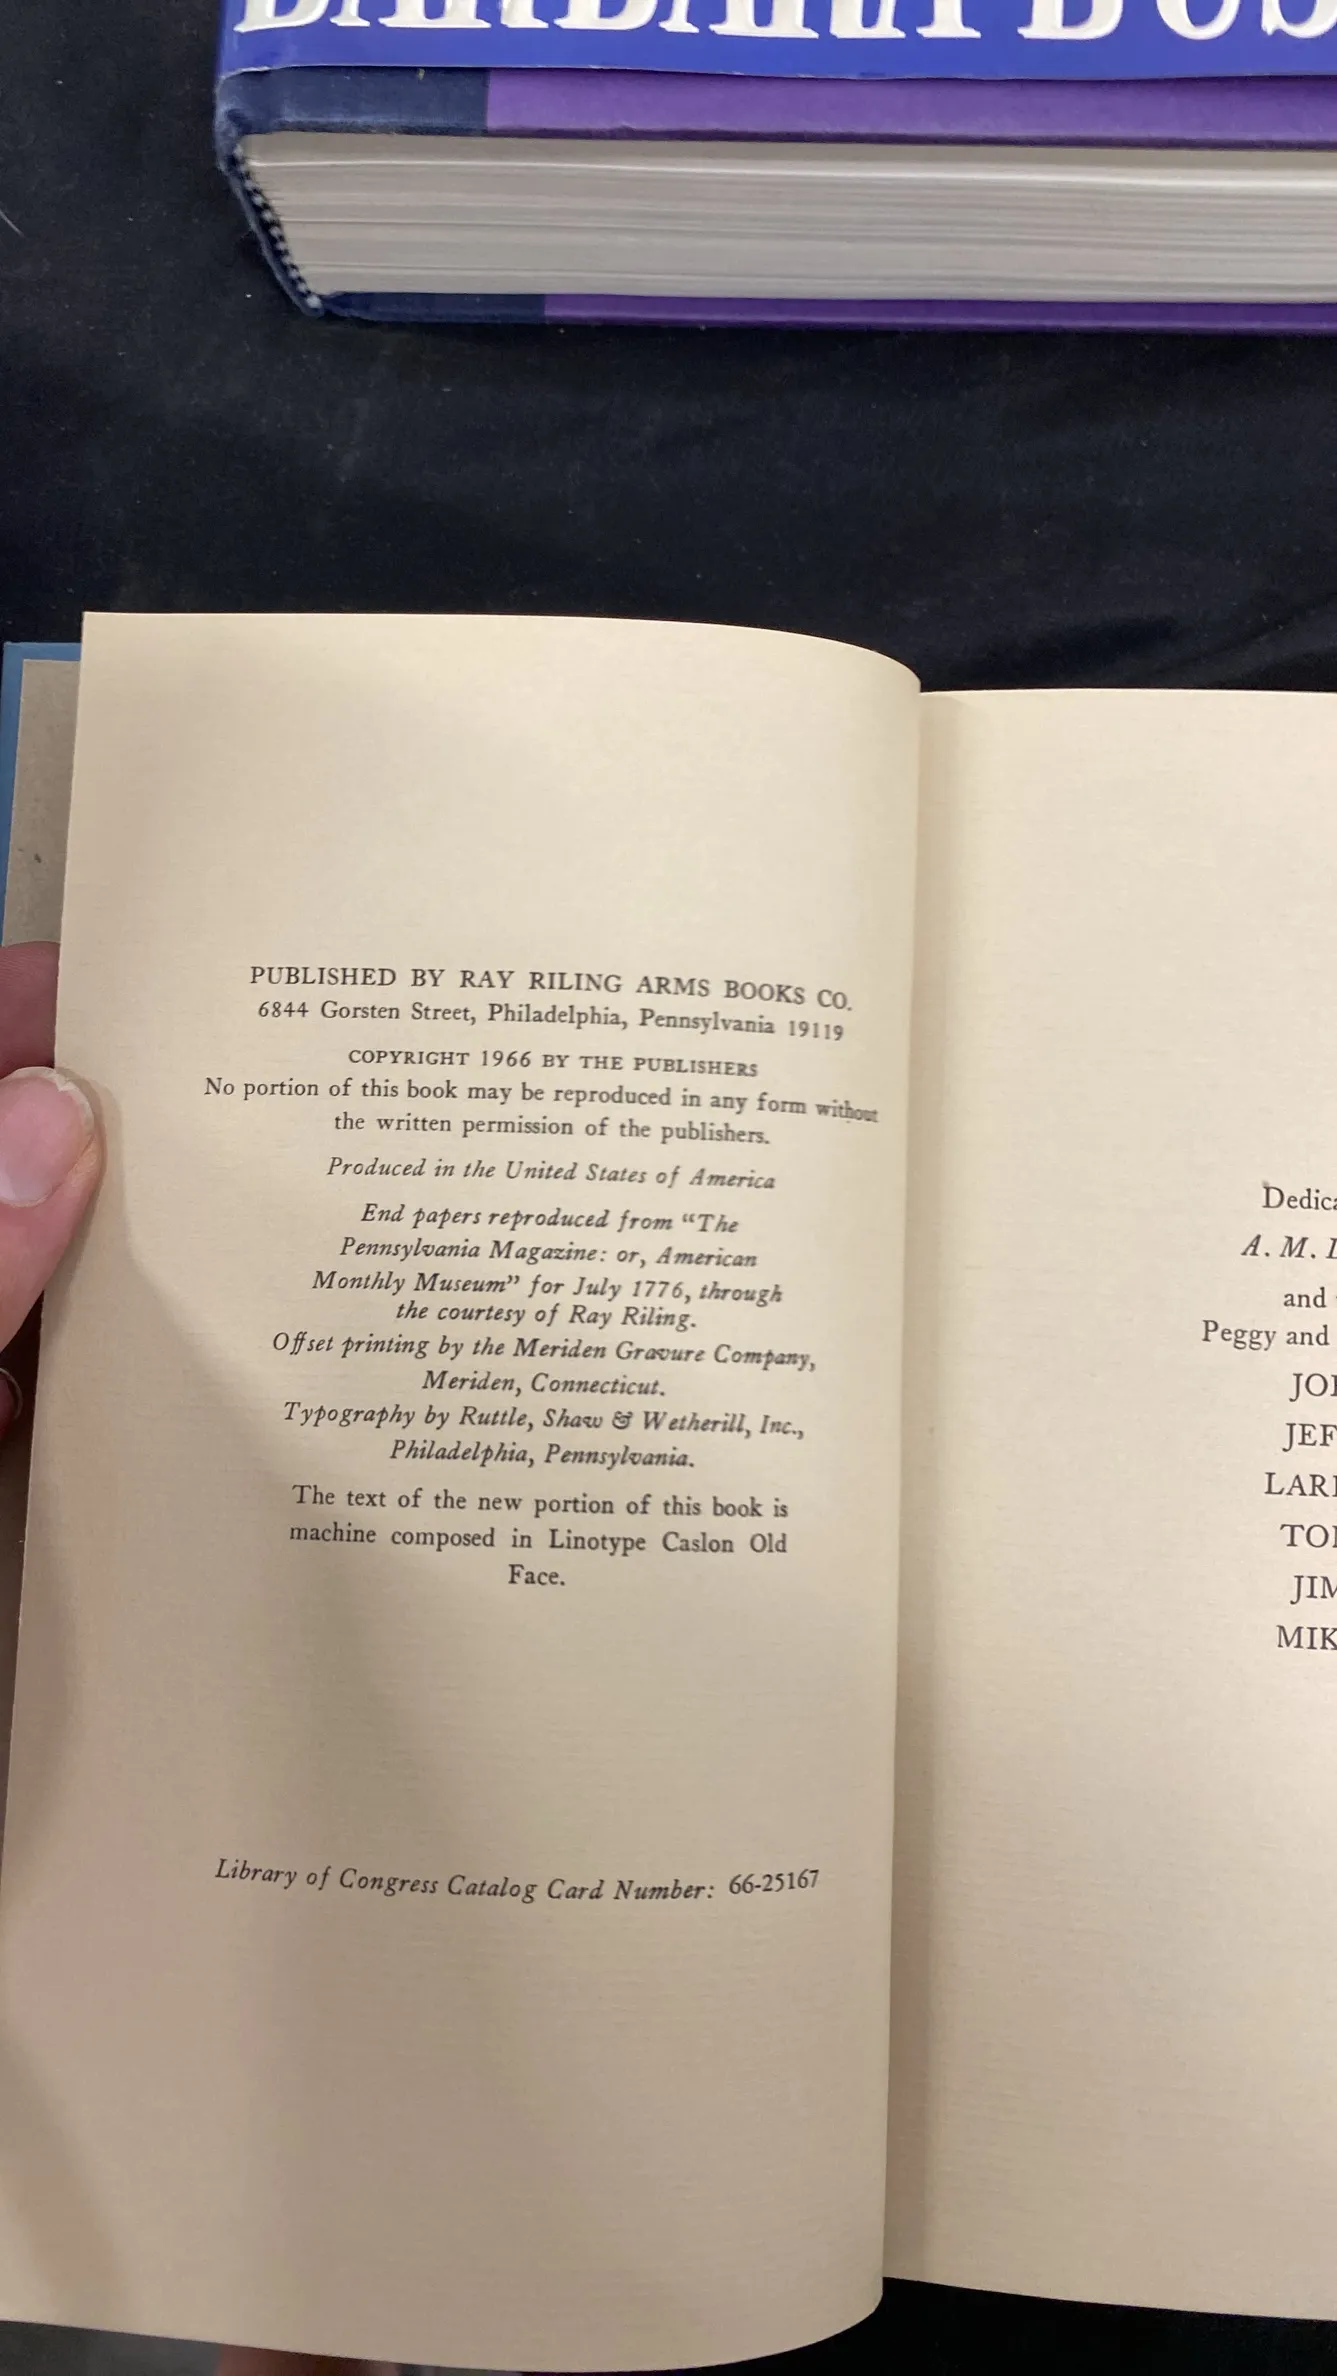 PUBLISHED BY RAY RILING ARMS BOOKS CO.
6844 Gorsten Street, Philadelphia, Pennsylvania 19119
COPYRIGHT 1966 BY THE PUBLISHERS
No portion of this book may be reproduced in any form without
the written permission of the publishers.
Produced in the United States of America
End papers reproduced from “The
Pennsylvania Magazine: or, American
Monthly Museum” for July 1776, through
the courtesy of Ray Riling.
Offset printing by the Meriden Gravure Company,
Meriden, Connecticut.
Typography by Ruttle, Shaw & Wetherill, Inc.,
Philadelphia, Pennsylvania.
The text of the new portion of this book is
machine composed in Linotype Caslon Old
Face.
Library of Congress Catalog Card Number: 66-25167
A. M.
and
Peggy and